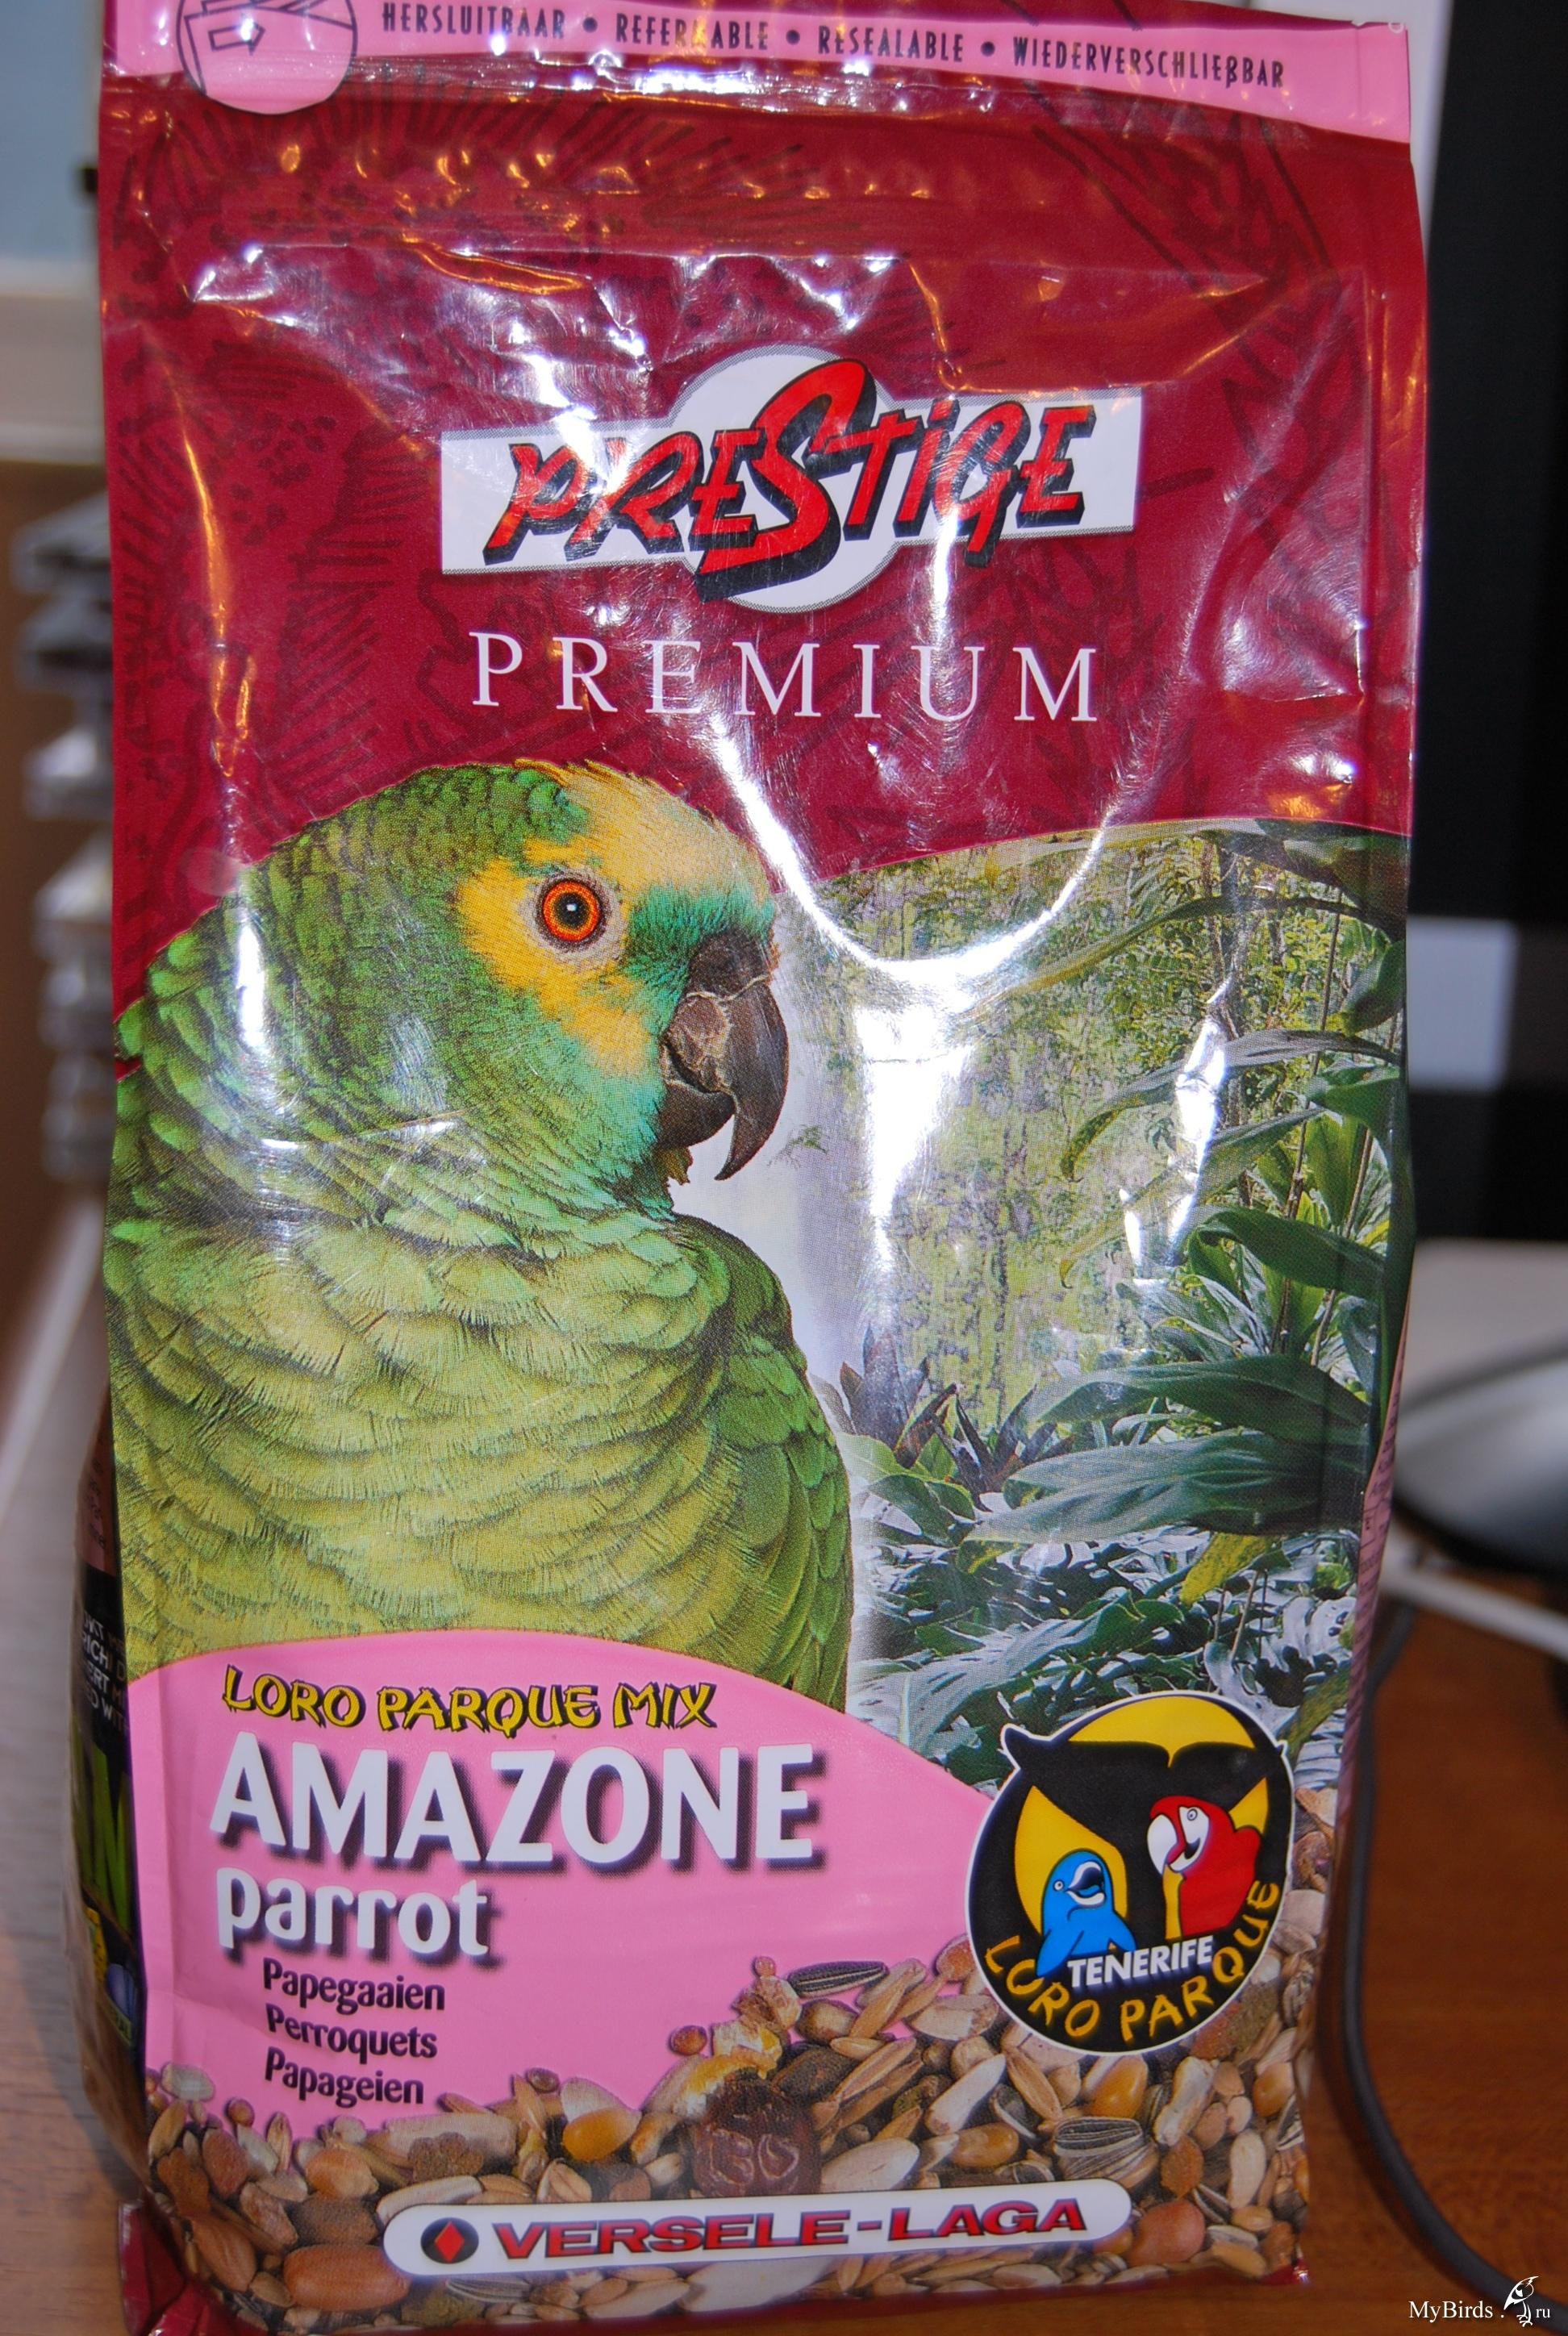 HERSLUITBAAR • REFERMABLE • RESEALABLE • WIEDERVERSCHLIEßBAR
PRESTIGE
PREMIUM
LORO PARQUE MIX
AMAZONE
parrot
Papegaaien
Perroquets
Papageien
TENERIFE
LORO PARQUE
VERSELE-LAGA
MyBirds.ru